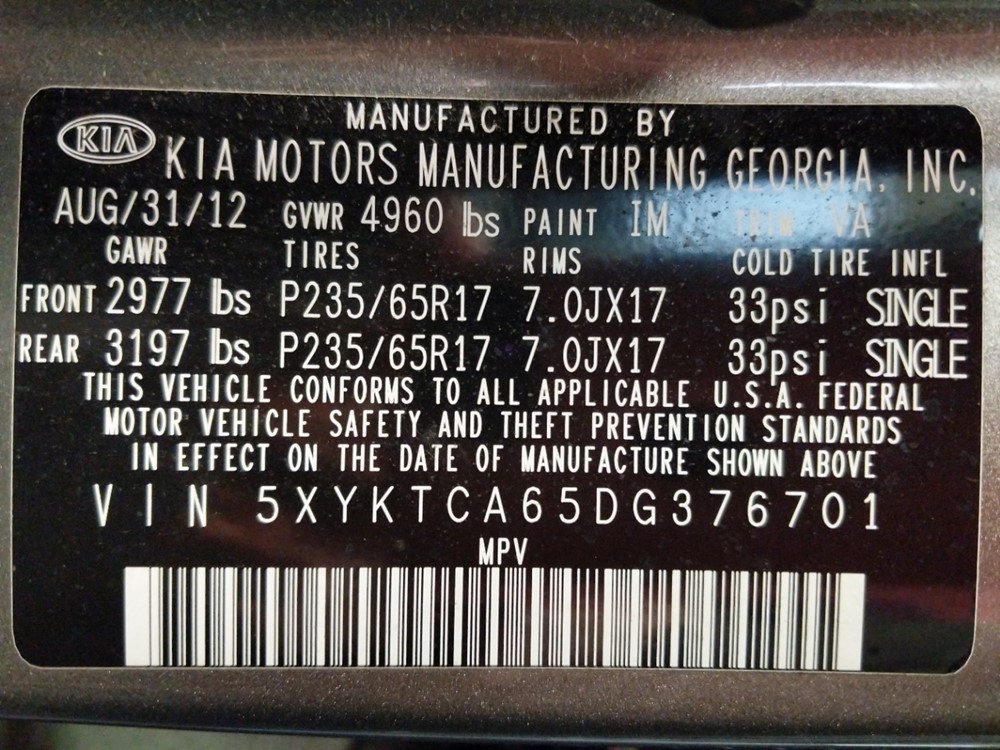 MANUFACTURED BY
KIA KIA MOTORS MANUFACTURING GEORGIA, INC.
AUG/31/12 GVWR 4960 lbs PAINT IM TRIM VA
GAWR TIRES RIMS COLD TIRE INFL
FRONT 2977 lbs P235/65R17 7.0JX17 33psi SINGLE
REAR 3197 lbs P235/65R17 7.0JX17 33psi SINGLE
THIS VEHICLE CONFORMS TO ALL APPLICABLE U.S.A. FEDERAL
MOTOR VEHICLE SAFETY AND THEFT PREVENTION STANDARDS
IN EFFECT ON THE DATE OF MANUFACTURE SHOWN ABOVE
VIN 5XYKTCA65DG376701
MPV